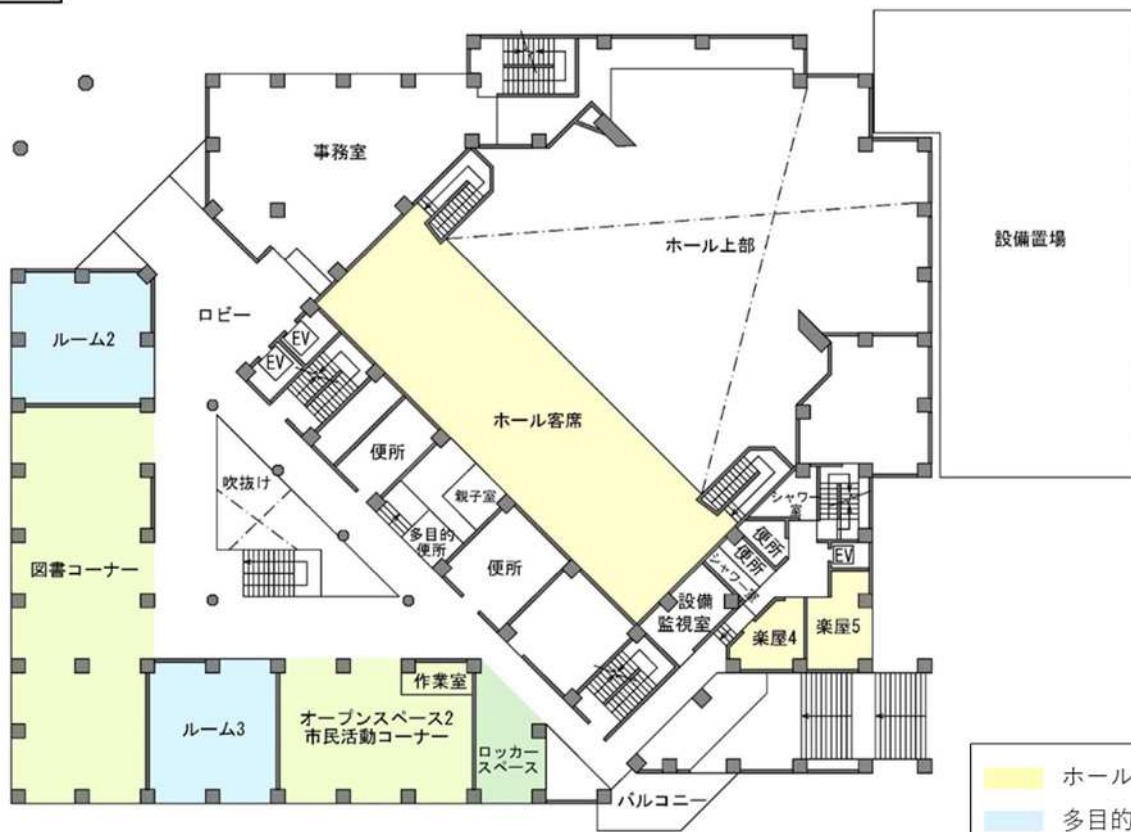 事務室
ホール上部
設備置場
ロビー
ルーム2
EV
EV
ホール客席
吹抜け
便所
親子室
多目的
便所
シャワー
室
図書コーナー
便所
便所
便所
シャワー室
EV
設備
監視室
楽屋4
楽屋5
作業室
ルーム3
オープンスペース2
市民活動コーナー
ロッカー
スペース
バルコニー
ホール
多目的